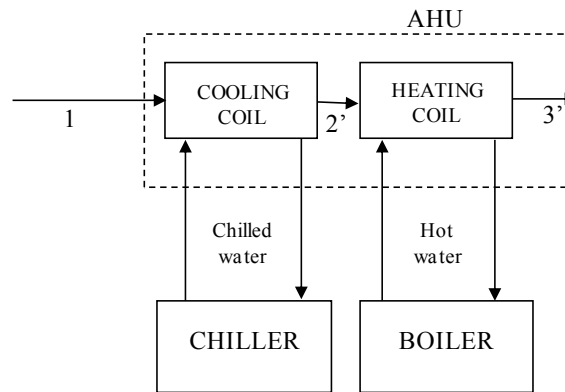 AHU
COOLING
COIL
HEATING
COIL
1
2’
3’
Chilled
water
Hot
water
CHILLER
BOILER